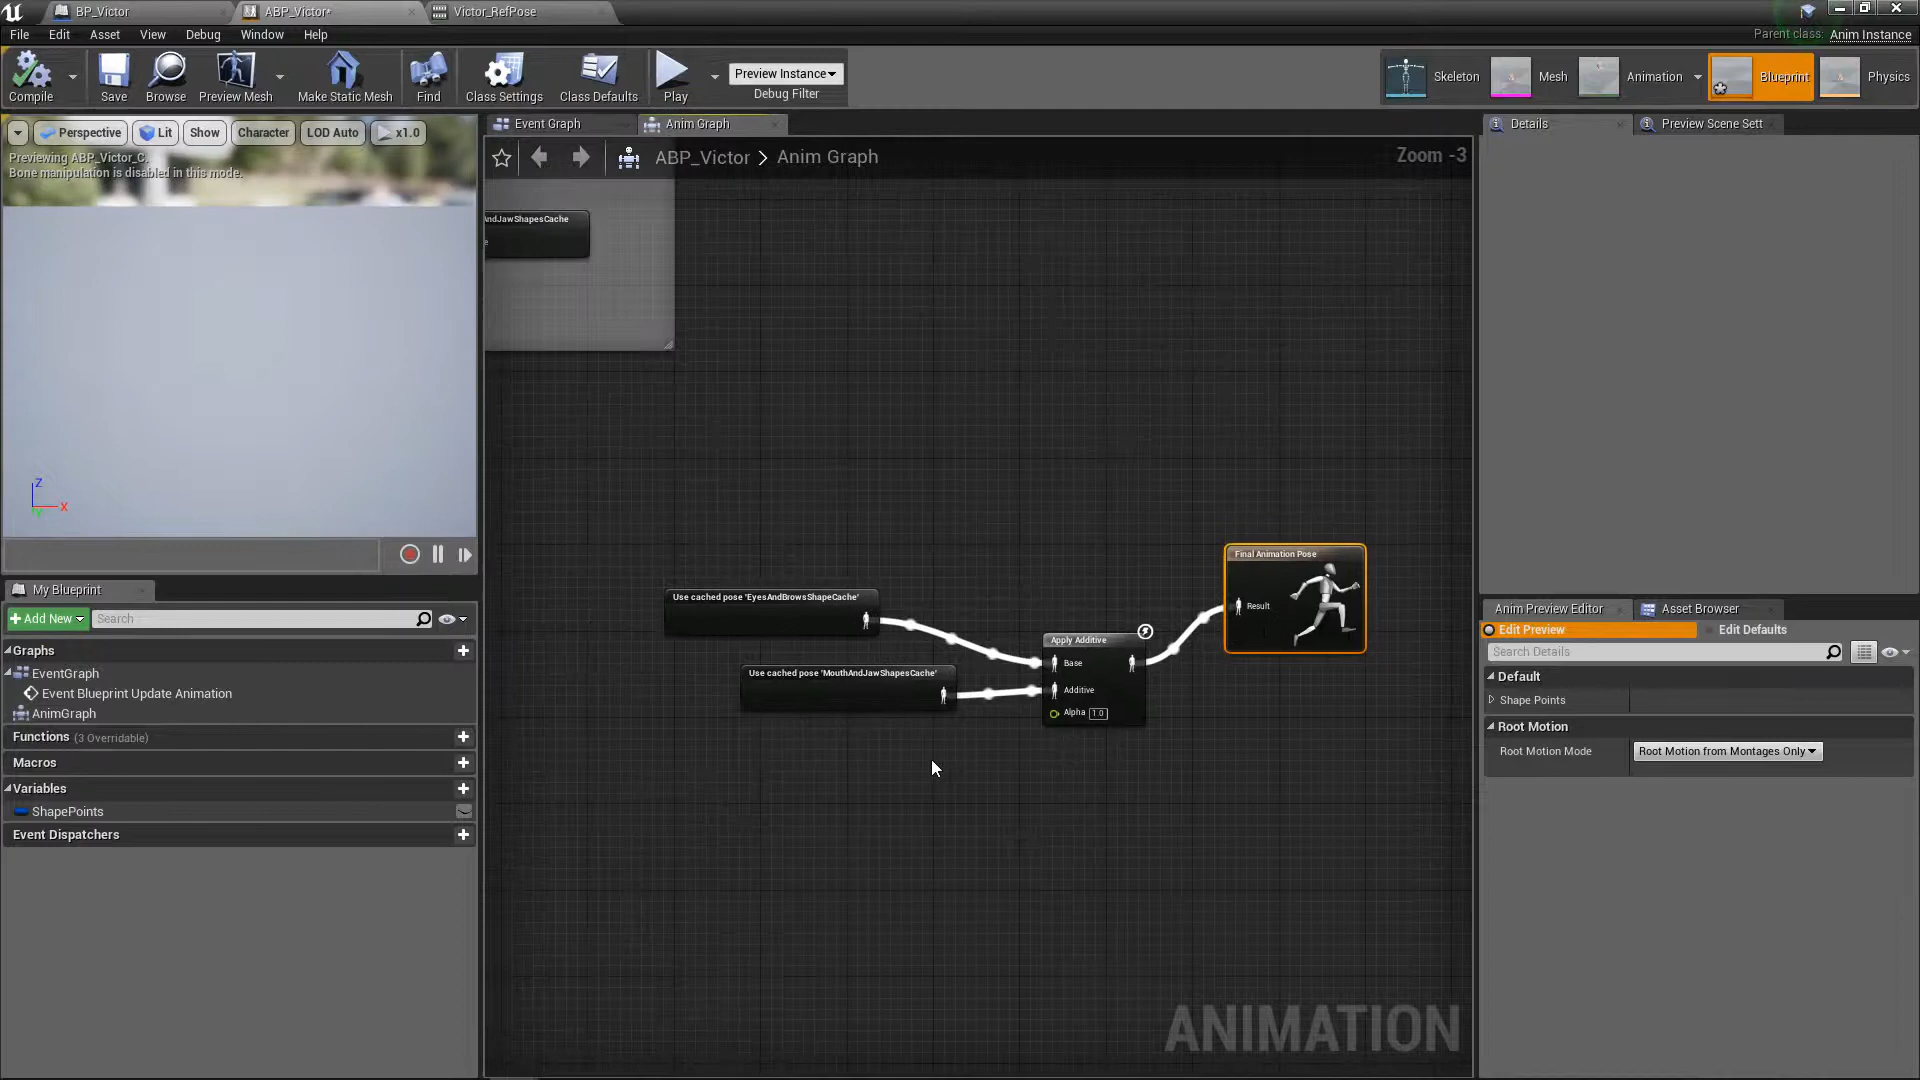 BP_Victor
ABP_Victor*
Victor_RefPose
File Edit Asset View Debug Window Help
Parent class: Anim Instance
Compile
Save
Browse
Preview Mesh
Make Static Mesh
Find
Class Settings
Class Defaults
Play
Preview Instance
Debug Filter
Skeleton
Mesh
Animation
Blueprint
Physics
Perspective
Lit
Show
Character
LOD Auto
x1.0
Previewing ABP_Victor_C.
Bone manipulation is disabled in this mode.
Z
X
Y
Event Graph
Anim Graph
ABP_Victor > Anim Graph
Zoom -3
AndJawShapesCache
e
Use cached pose 'EyesAndBrowsShapeCache'
Use cached pose 'MouthAndJawShapesCache'
Apply Additive
Base
Additive
Alpha 1.0
Final Animation Pose
Result
ANIMATION
My Blueprint
Add New
Search
Graphs
EventGraph
Event Blueprint Update Animation
AnimGraph
Functions (3 Overridable)
Macros
Variables
ShapePoints
Event Dispatchers
Details
Preview Scene Sett
Anim Preview Editor
Asset Browser
Edit Preview
Edit Defaults
Search Details
Default
Shape Points
Root Motion
Root Motion Mode
Root Motion from Montages Only